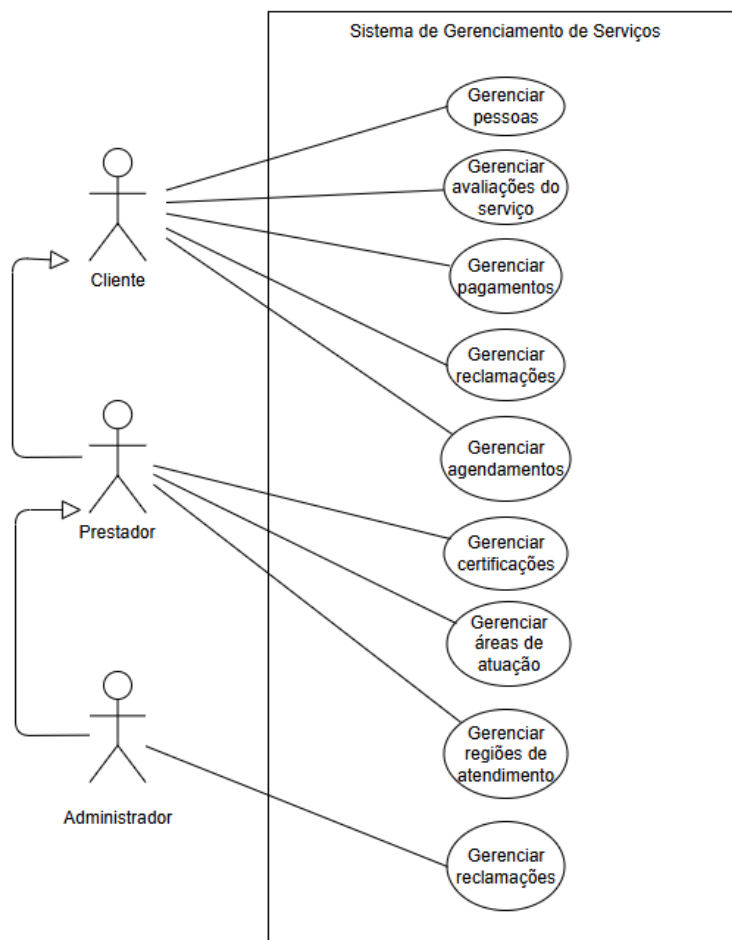 Sistema de Gerenciamento de Serviços
Gerenciar
pessoas
Gerenciar
avaliações do
serviço
Cliente
Gerenciar
pagamentos
Gerenciar
reclamações
Gerenciar
agendamentos
Prestador
Gerenciar
certificações
Gerenciar
áreas de
atuação
Gerenciar
regiões de
atendimento
Administrador
Gerenciar
reclamações